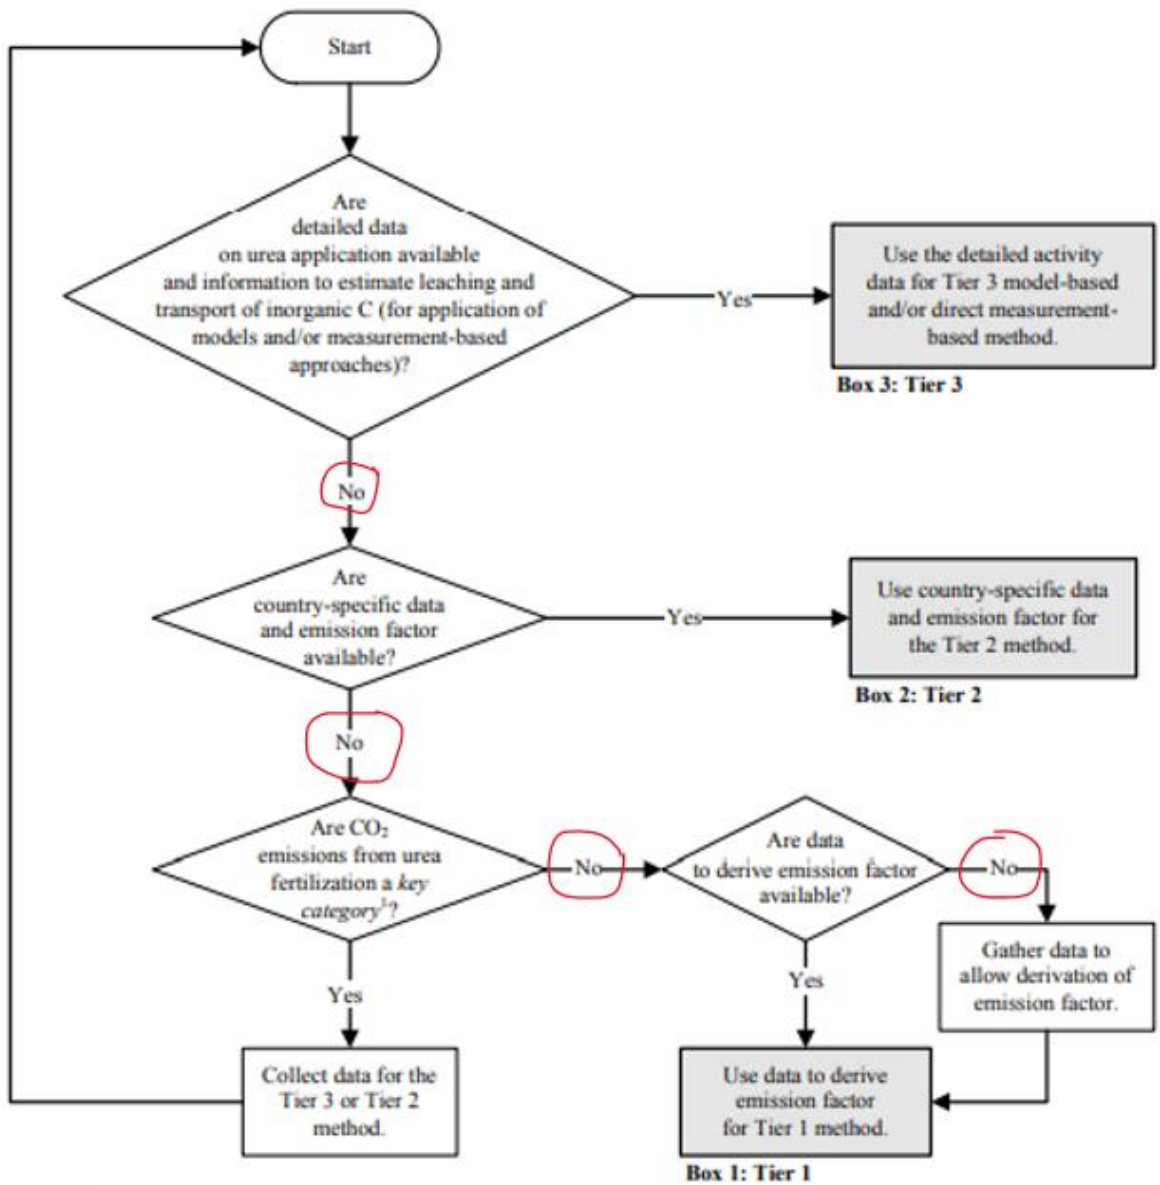 Start
Are
detailed data
on urea application available
and information to estimate leaching and
transport of inorganic C (for application of
models and/or measurement-based
approaches)?
Yes
Use the detailed activity
data for Tier 3 model-based
and/or direct measurement-
based method.
Box 3: Tier 3
No
Are
country-specific data
and emission factor
available?
Yes
Use country-specific data
and emission factor for
the Tier 2 method.
Box 2: Tier 2
No
Are CO₂
emissions from urea
fertilization a key
category¹?
No
Are data
to derive emission factor
available?
No
Gather data to
allow derivation of
emission factor.
Yes
Yes
Collect data for the
Tier 3 or Tier 2
method.
Use data to derive
emission factor
for Tier 1 method.
Box 1: Tier 1